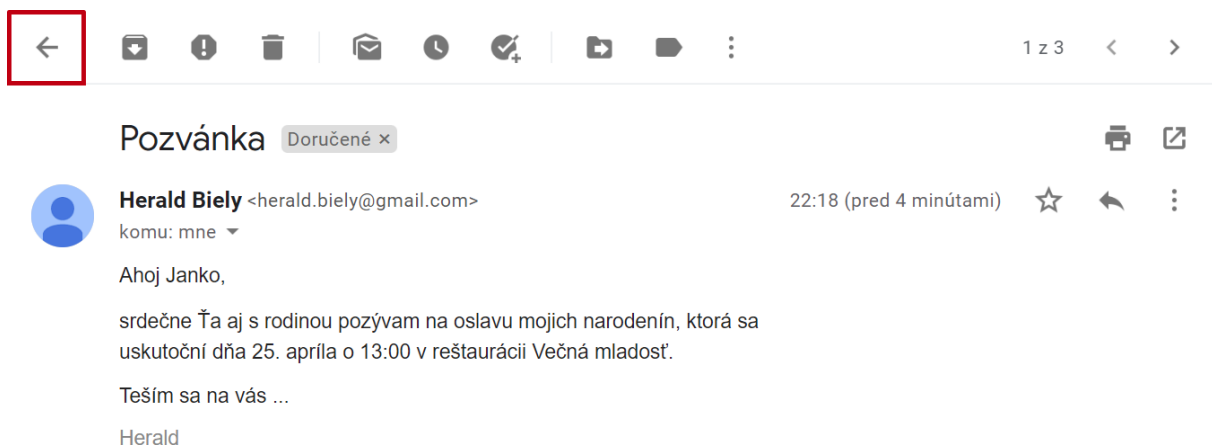 1 z 3
Pozvánka Doručené ×
Herald Biely <herald.biely@gmail.com> 22:18 (pred 4 minútami)
komu: mne
Ahoj Janko,
srdečne Ťa aj s rodinou pozývam na oslavu mojich narodenín, ktorá sa
uskutoční dňa 25. apríla o 13:00 v reštaurácii Večná mladosť.
Teším sa na vás ...
Herald